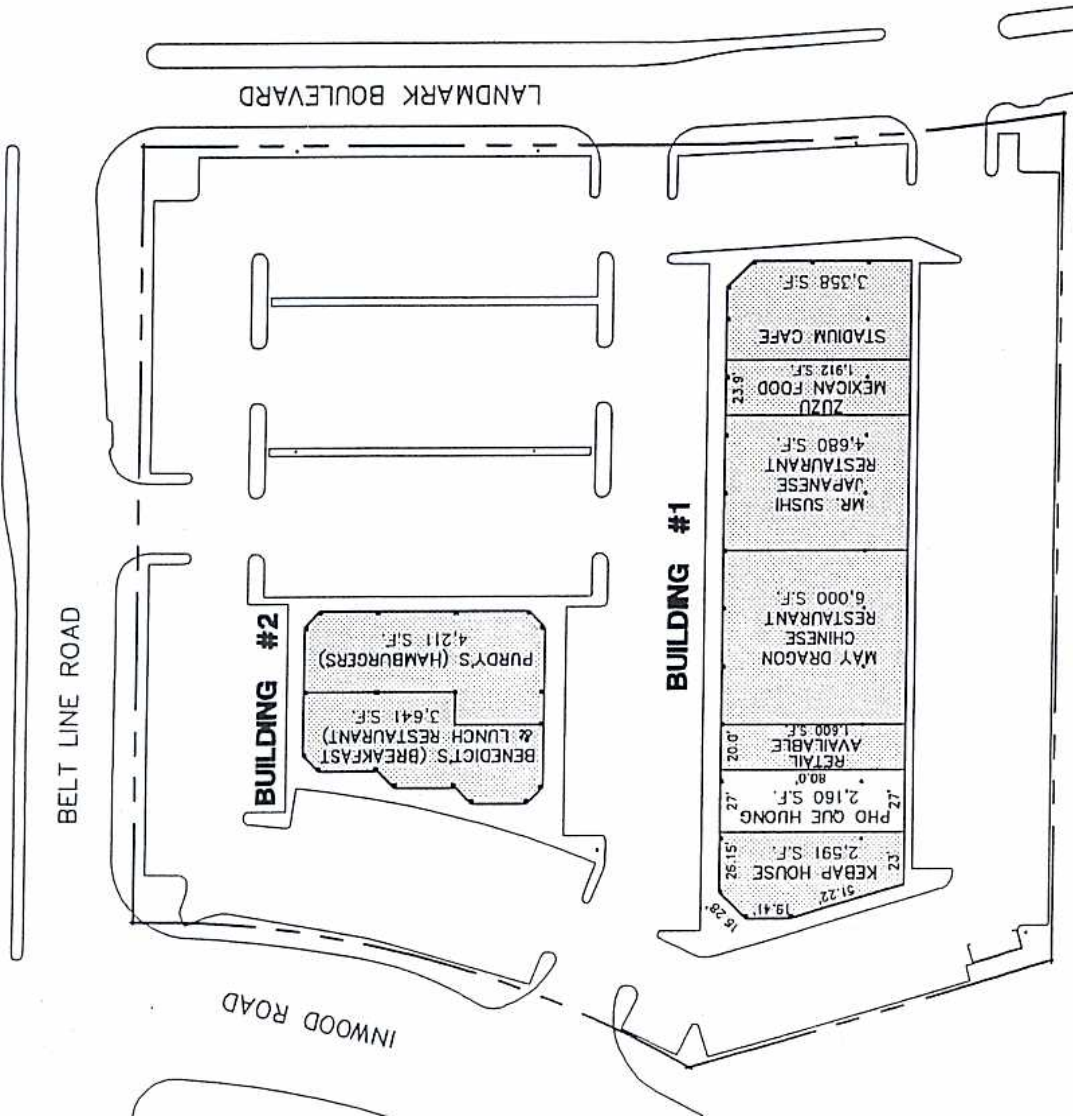 LANDMARK BOULEVARD
BELT LINE ROAD
INWOOD ROAD
BUILDING #1
3,358 S.F.
STADIUM CAFE
23.9'
ZUZU
MEXICAN FOOD
1,912 S.F.
MR. SUSHI
JAPANESE
RESTAURANT
4,680 S.F.
MAY DRAGON
CHINESE
RESTAURANT
6,000 S.F.
20.0'
RETAIL
AVAILABLE
1,600 S.F.
80.0'
27'
PHO QUE HUONG
2,160 S.F.
27'
26.15'
KEBAP HOUSE
2,591 S.F.
23'
15.28'
19.41'
51.22'
BUILDING #2
PURDY'S (HAMBURGERS)
4,211 S.F.
BENEDICT'S (BREAKFAST
& LUNCH RESTAURANT)
3,641 S.F.